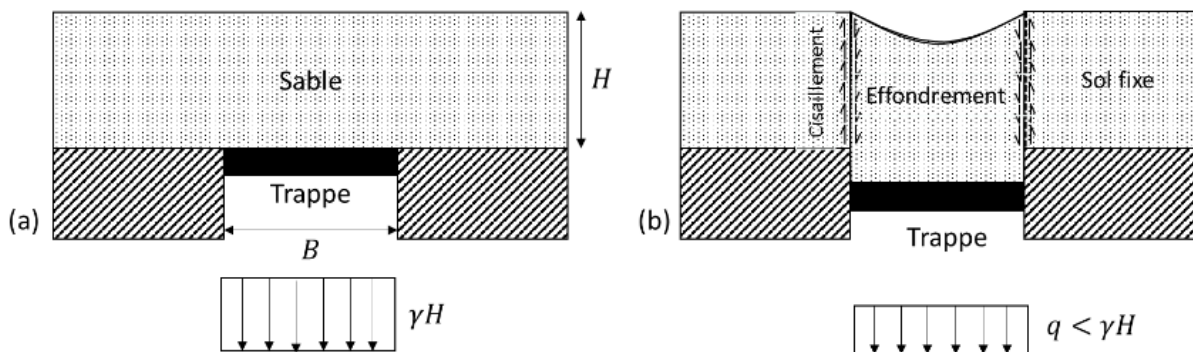 Sable
H
Trappe
(a)
B
γH
Cisaillement
Effondrement
Sol fixe
(b)
Trappe
q < γH